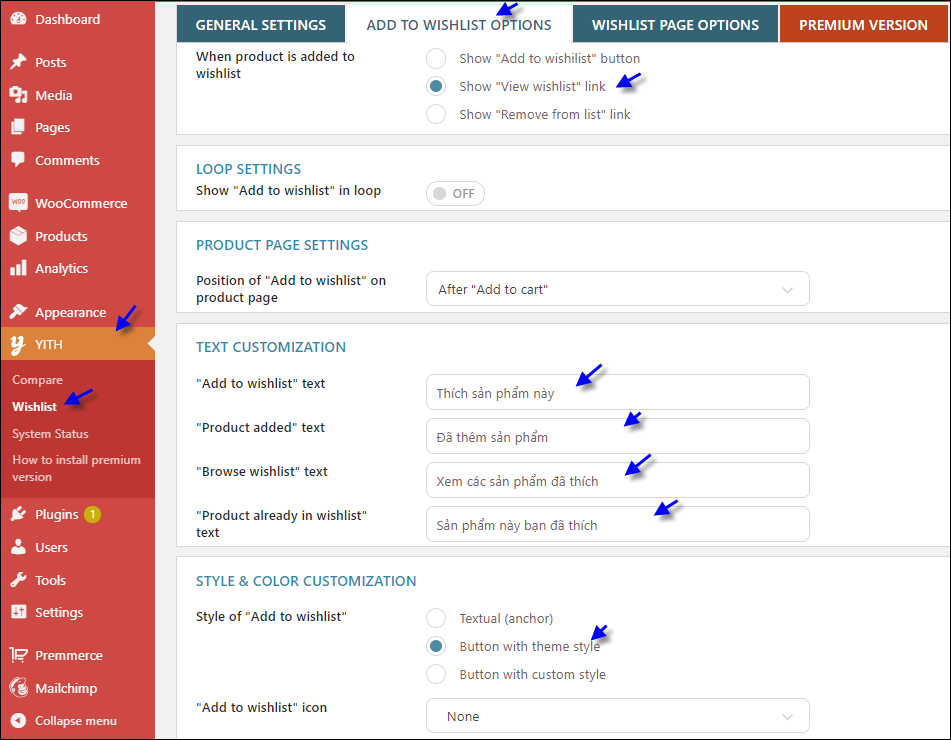 Dashboard
Posts
Media
Pages
Comments
WooCommerce
Products
Analytics
Appearance
YITH
Compare
Wishlist
System Status
How to install premium
version
Plugins 1
Users
Tools
Settings
Premmerce
Mailchimp
Collapse menu
GENERAL SETTINGS
ADD TO WISHLIST OPTIONS
WISHLIST PAGE OPTIONS
PREMIUM VERSION
When product is added to
wishlist
Show "Add to wishilist" button
Show "View wishlist" link
Show "Remove from list" link
LOOP SETTINGS
Show "Add to wishlist" in loop
OFF
PRODUCT PAGE SETTINGS
Position of "Add to wishlist" on
product page
After "Add to cart"
TEXT CUSTOMIZATION
"Add to wishlist" text
Thích sản phẩm này
"Product added" text
Đã thêm sản phẩm
"Browse wishlist" text
Xem các sản phẩm đã thích
"Product already in wishlist"
text
Sản phẩm này bạn đã thích
STYLE & COLOR CUSTOMIZATION
Style of "Add to wishlist"
Textual (anchor)
Button with theme style
Button with custom style
"Add to wishlist" icon
None